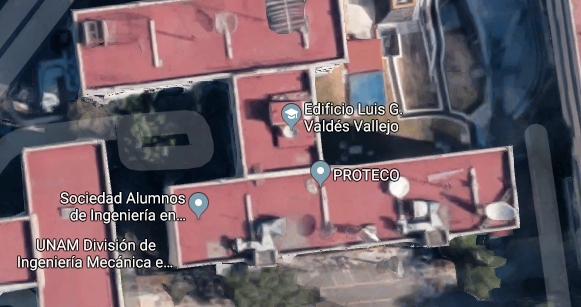 Edificio Luis G.
Valdés Vallejo
PROTECO
Sociedad Alumnos
de Ingeniería en...
UNAM División de
Ingeniería Mecánica e...